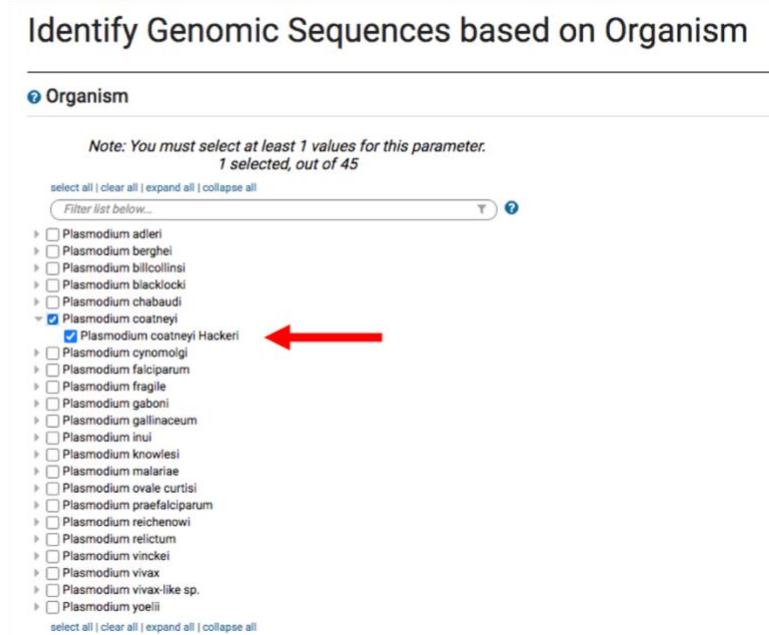 Identify Genomic Sequences based on Organism
Organism
Note: You must select at least 1 values for this parameter.
1 selected, out of 45
select all | clear all | expand all | collapse all
Filter list below...
Plasmodium adleri
Plasmodium berghei
Plasmodium billcollinsi
Plasmodium blacklocki
Plasmodium chabaudi
Plasmodium coatneyi
Plasmodium coatneyi Hackeri
Plasmodium cynomolgi
Plasmodium falciparum
Plasmodium fragile
Plasmodium gaboni
Plasmodium gallinaceum
Plasmodium inui
Plasmodium knowlesi
Plasmodium malariae
Plasmodium ovale curtisi
Plasmodium praefalciparum
Plasmodium reichenowi
Plasmodium relictum
Plasmodium vinckei
Plasmodium vivax
Plasmodium vivax-like sp.
Plasmodium yoelii
select all | clear all | expand all | collapse all